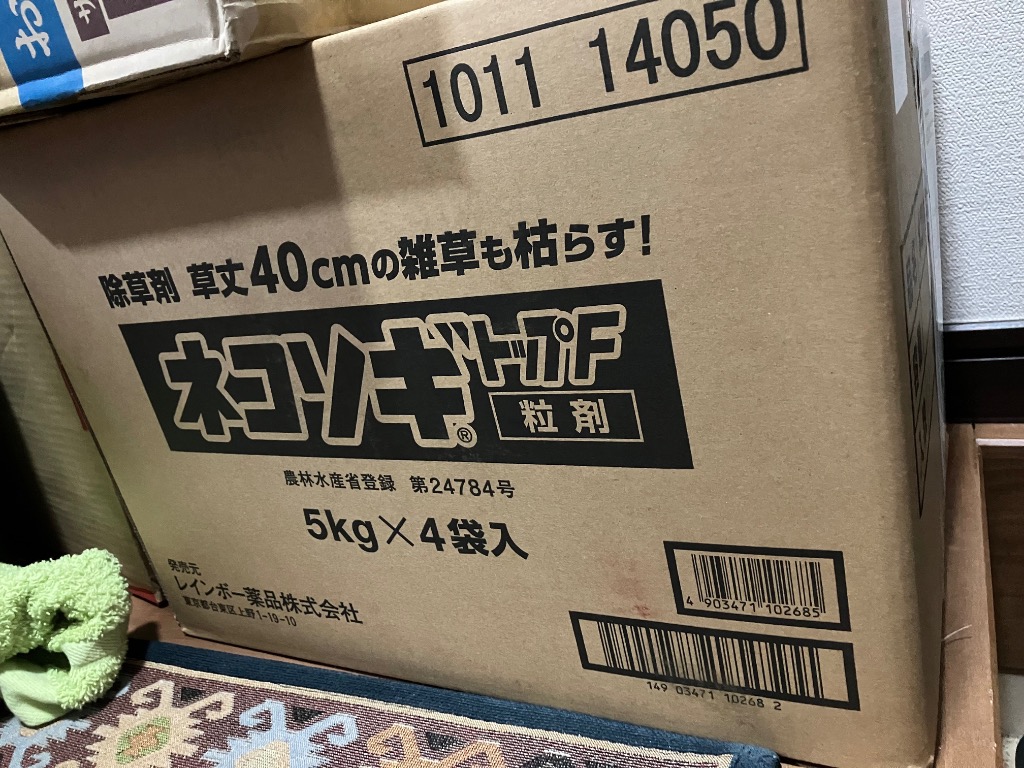 1011 14050
除草剤 草丈40cmの雑草も枯らす!
ネコソギ®トップF
粒剤
農林水産省登録 第24784号
5kg×4袋入
発売元
レインボー薬品株式会社
東京都台東区上野1-19-10
4 903471 102685
149 03471 10268 2